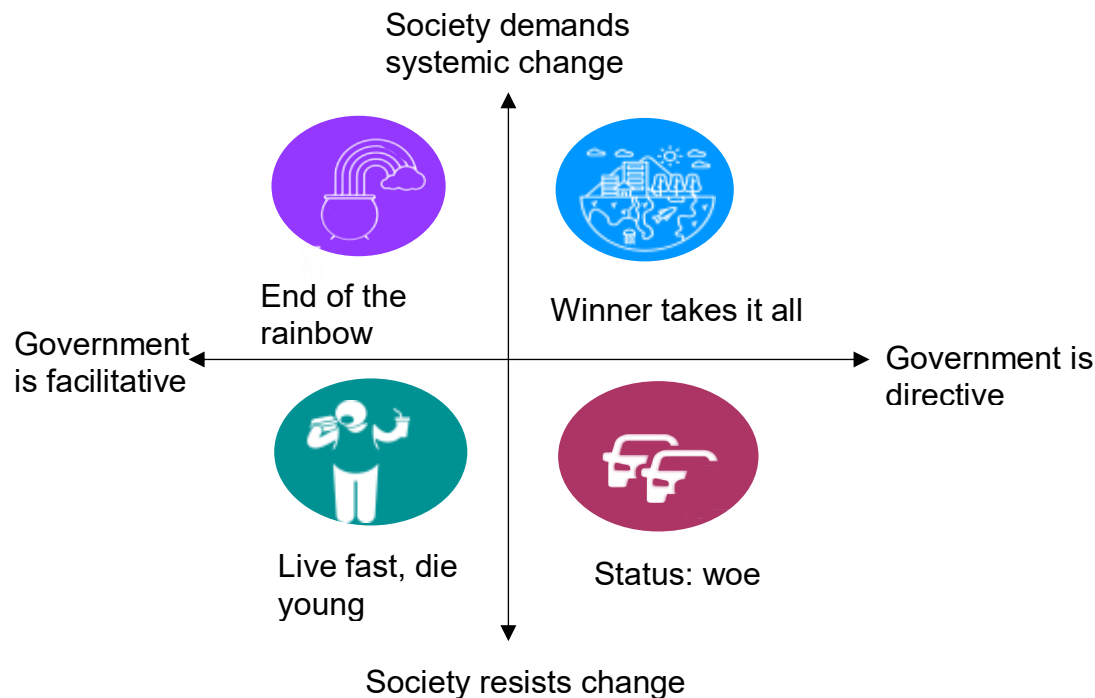 Society demands
systemic change
End of the
rainbow
Winner takes it all
Government
is facilitative
Government is
directive
Live fast, die
young
Status: woe
Society resists change